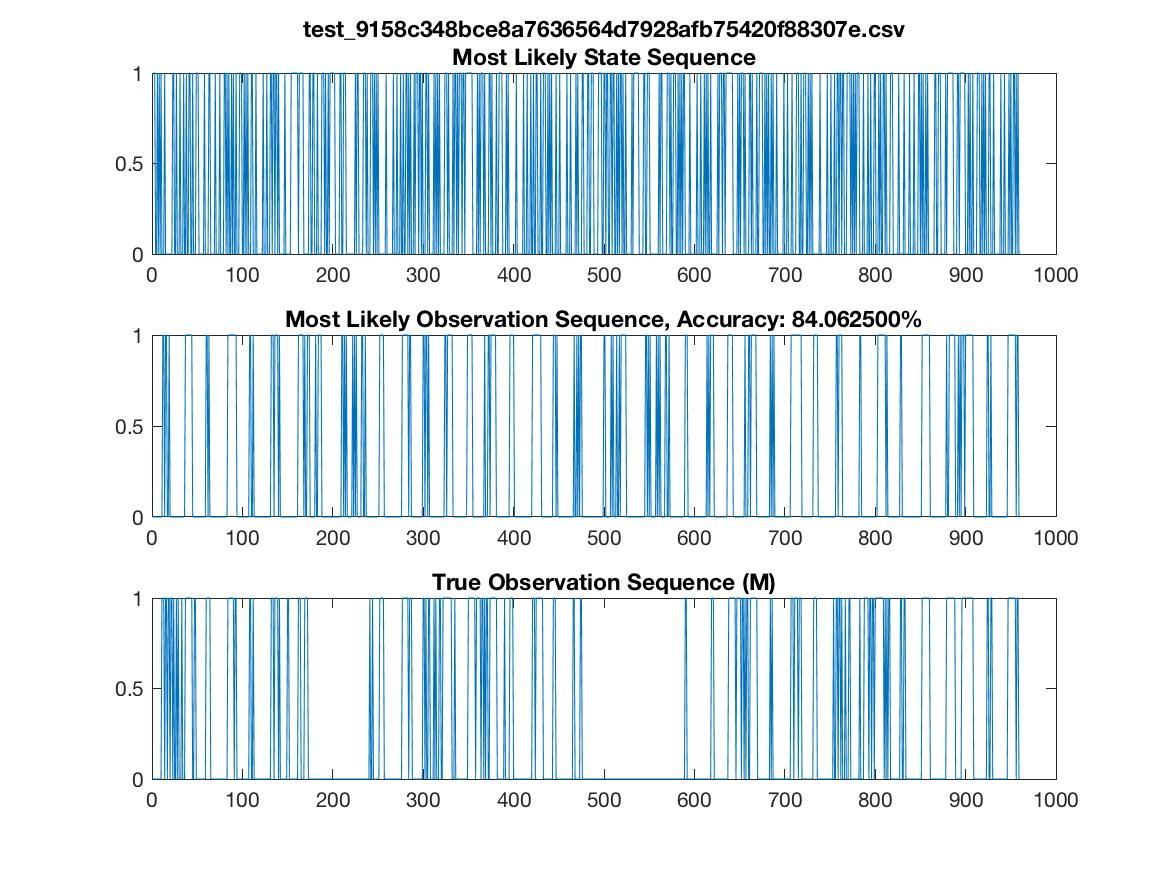 test_9158c348bce8a7636564d7928afb75420f88307e.csv
Most Likely State Sequence
1
0.5
0
0 100 200 300 400 500 600 700 800 900 1000
Most Likely Observation Sequence, Accuracy: 84.062500%
1
0.5
0
0 100 200 300 400 500 600 700 800 900 1000
True Observation Sequence (M)
1
0.5
0
0 100 200 300 400 500 600 700 800 900 1000